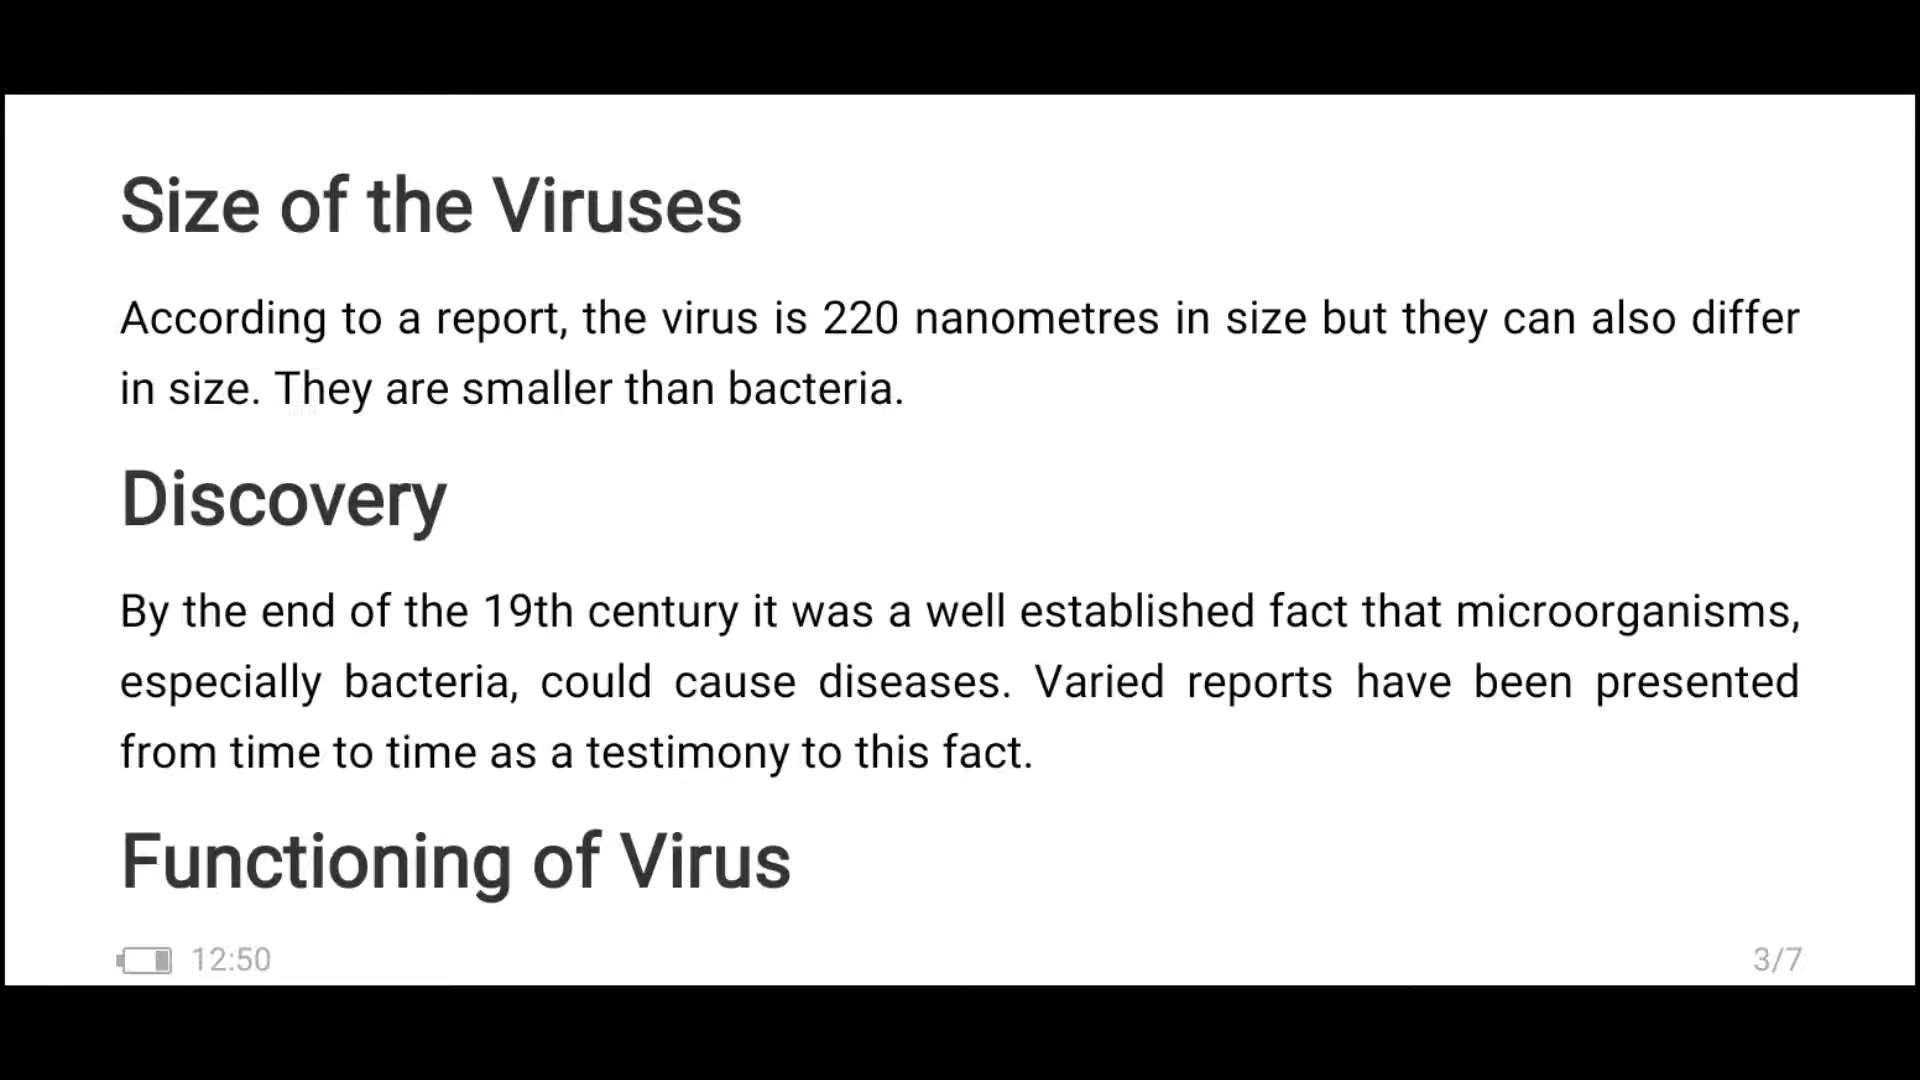 Size of the Viruses
According to a report, the virus is 220 nanometres in size but they can also differ
in size. They are smaller than bacteria.
Discovery
By the end of the 19th century it was a well established fact that microorganisms,
especially bacteria, could cause diseases. Varied reports have been presented
from time to time as a testimony to this fact.
Functioning of Virus
12:50
3/7